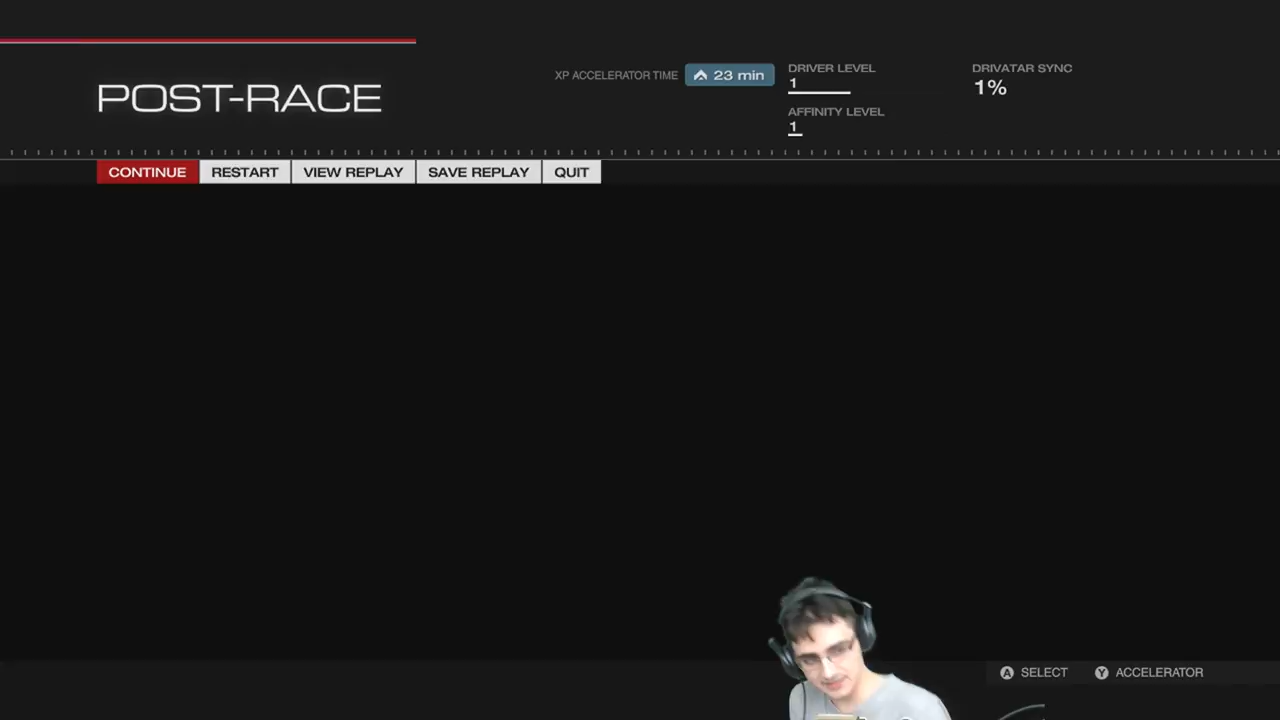 POST-RACE
XP ACCELERATOR TIME 23 min
DRIVER LEVEL
1
AFFINITY LEVEL
1
DRIVATAR SYNC
1%
CONTINUE RESTART VIEW REPLAY SAVE REPLAY QUIT
A SELECT Y ACCELERATOR